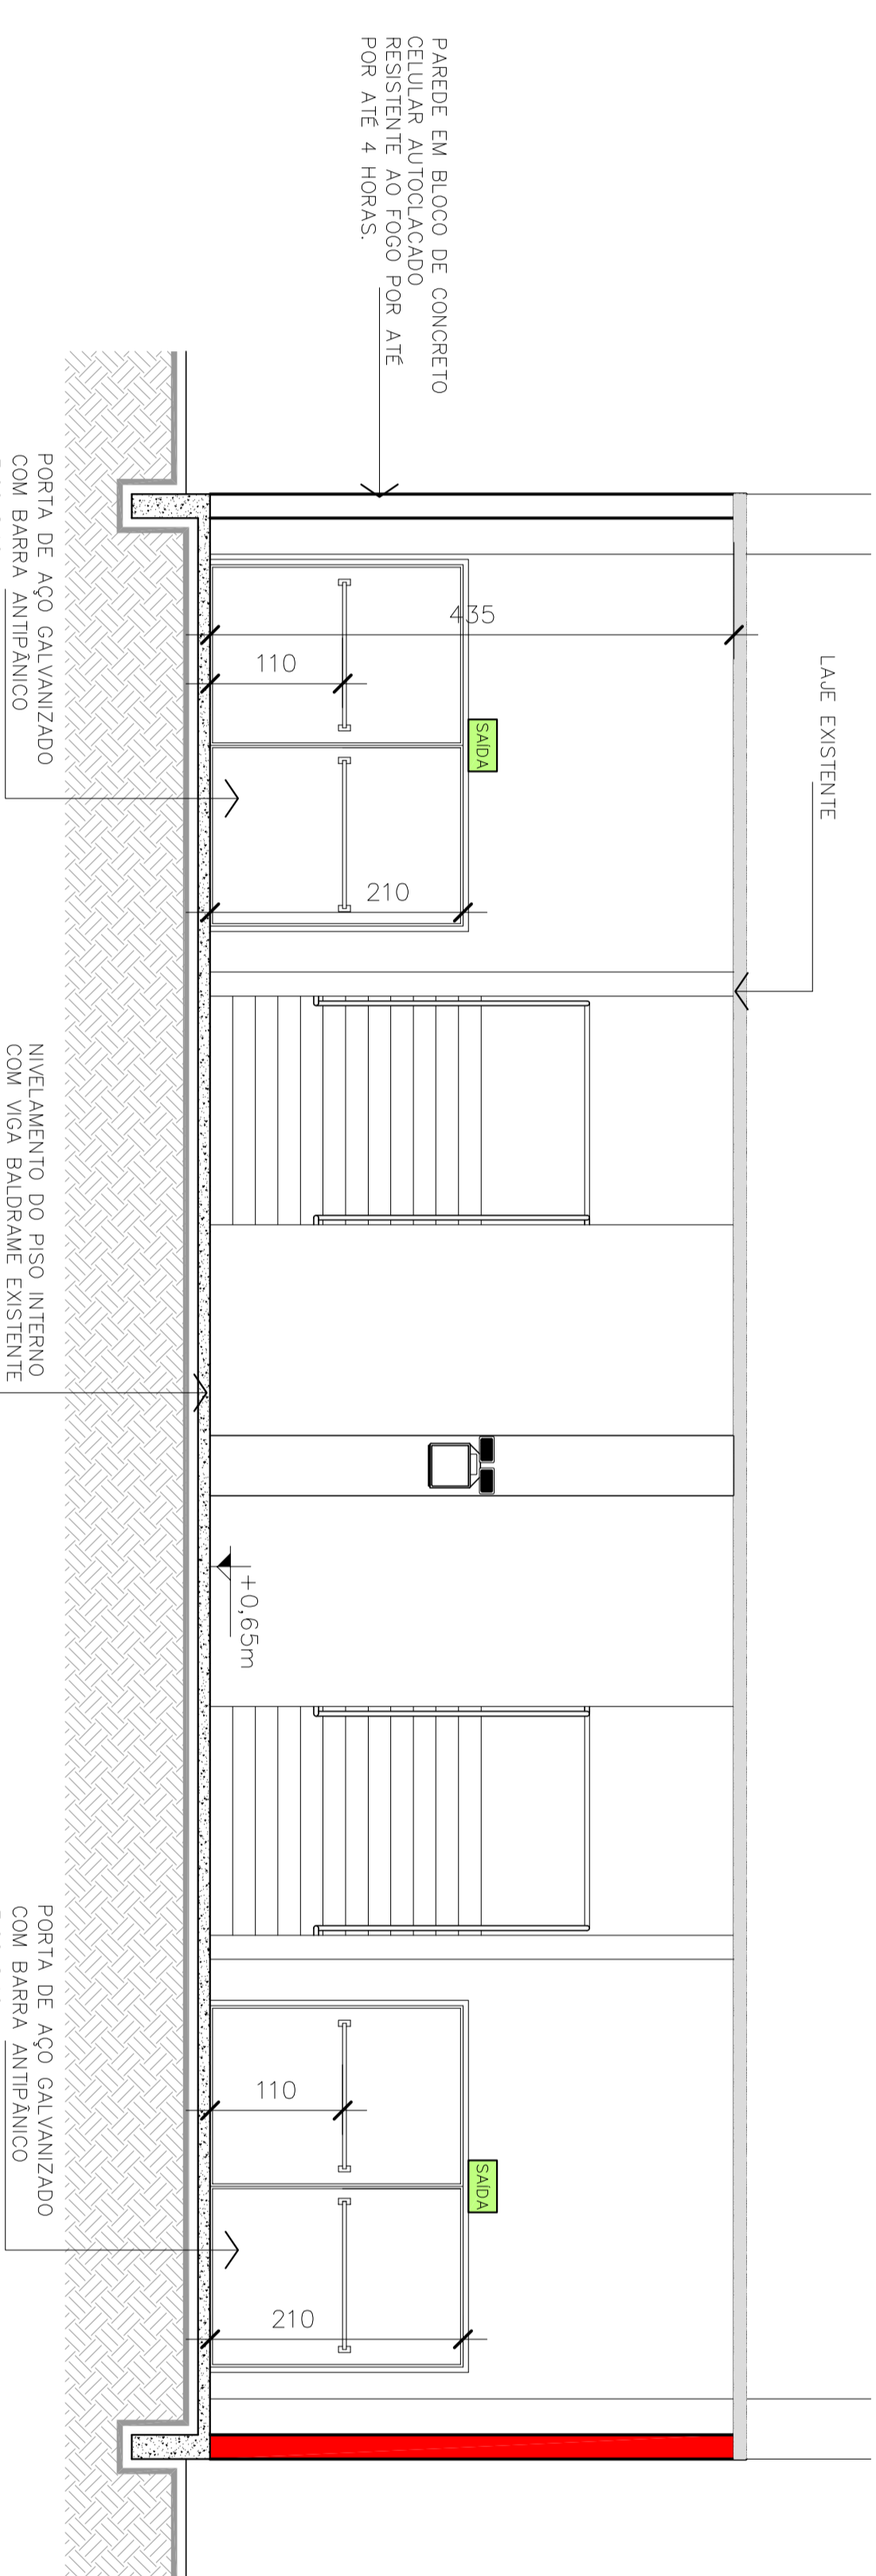 LAJE EXISTENTE
PAREDE EM BLOCO DE CONCRETO
CELULAR AUTOCLACADO
RESISTENTE AO FOGO POR ATÉ
POR ATÉ 4 HORAS.
435
110
SAÍDA
210
+0,65m
110
SAÍDA
210
PORTA DE AÇO GALVANIZADO
COM BARRA ANTIPÂNICO
NIVELAMENTO DO PISO INTERNO
COM VIGA BALDRAME EXISTENTE
PORTA DE AÇO GALVANIZADO
COM BARRA ANTIPÂNICO